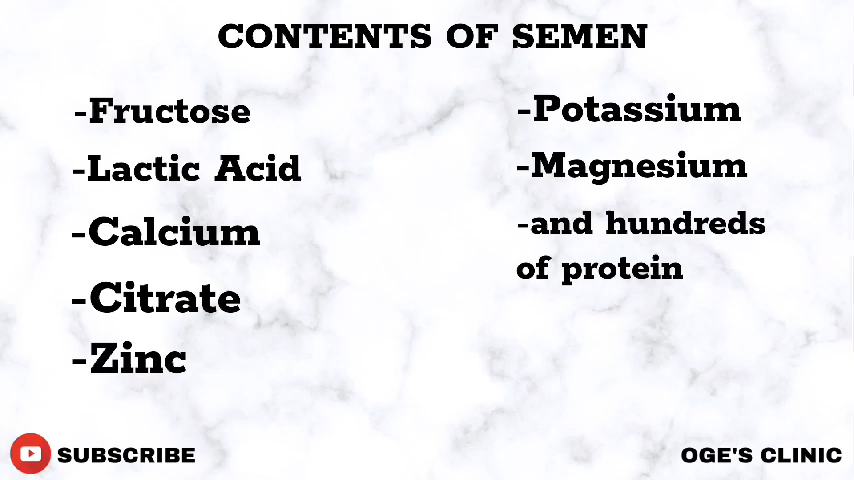 CONTENTS OF SEMEN
-Fructose
-Lactic Acid
-Calcium
-Citrate
-Zinc
-Potassium
-Magnesium
-and hundreds
of protein
SUBSCRIBE
OGE'S CLINIC